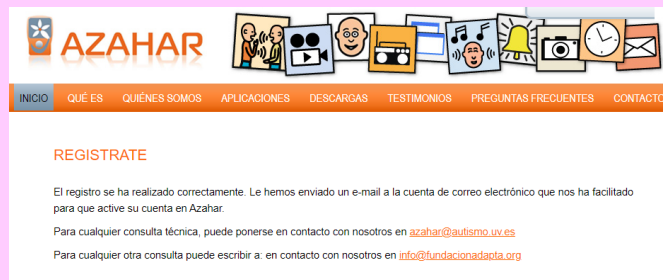 AZAHAR
INICIO QUÉ ES QUIÉNES SOMOS APLICACIONES DESCARGAS TESTIMONIOS PREGUNTAS FRECUENTES CONTACTO
REGISTRATE
El registro se ha realizado correctamente. Le hemos enviado un e-mail a la cuenta de correo electrónico que nos ha facilitado
para que active su cuenta en Azahar.
Para cualquier consulta técnica, puede ponerse en contacto con nosotros en azahar@autismo.uv.es
Para cualquier otra consulta puede escribir a: en contacto con nosotros en info@fundacionadapta.org